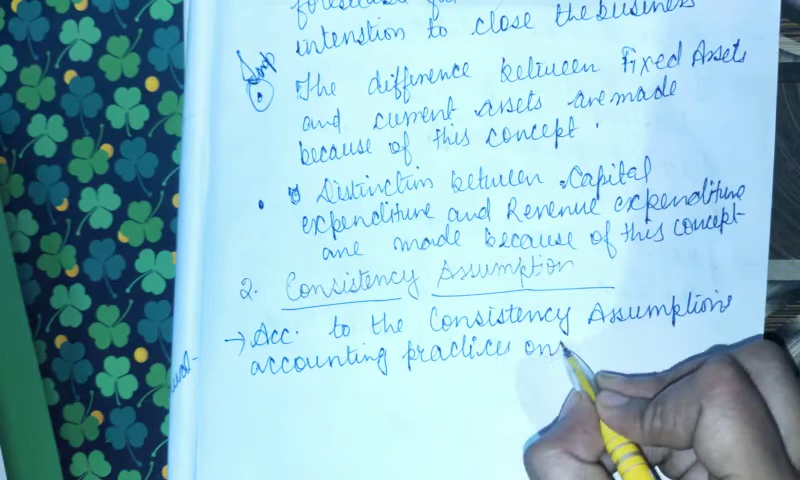 intenstion to close the business
Imp
The difference between Fixed Assets
and current assets are made
because of this concept.
Distinction between Capital
expenditure and Revenue expenditure
are made because of this concept
2. Consistency Assumption
→ Acc. to the Consistency Assumptions
accounting practices on